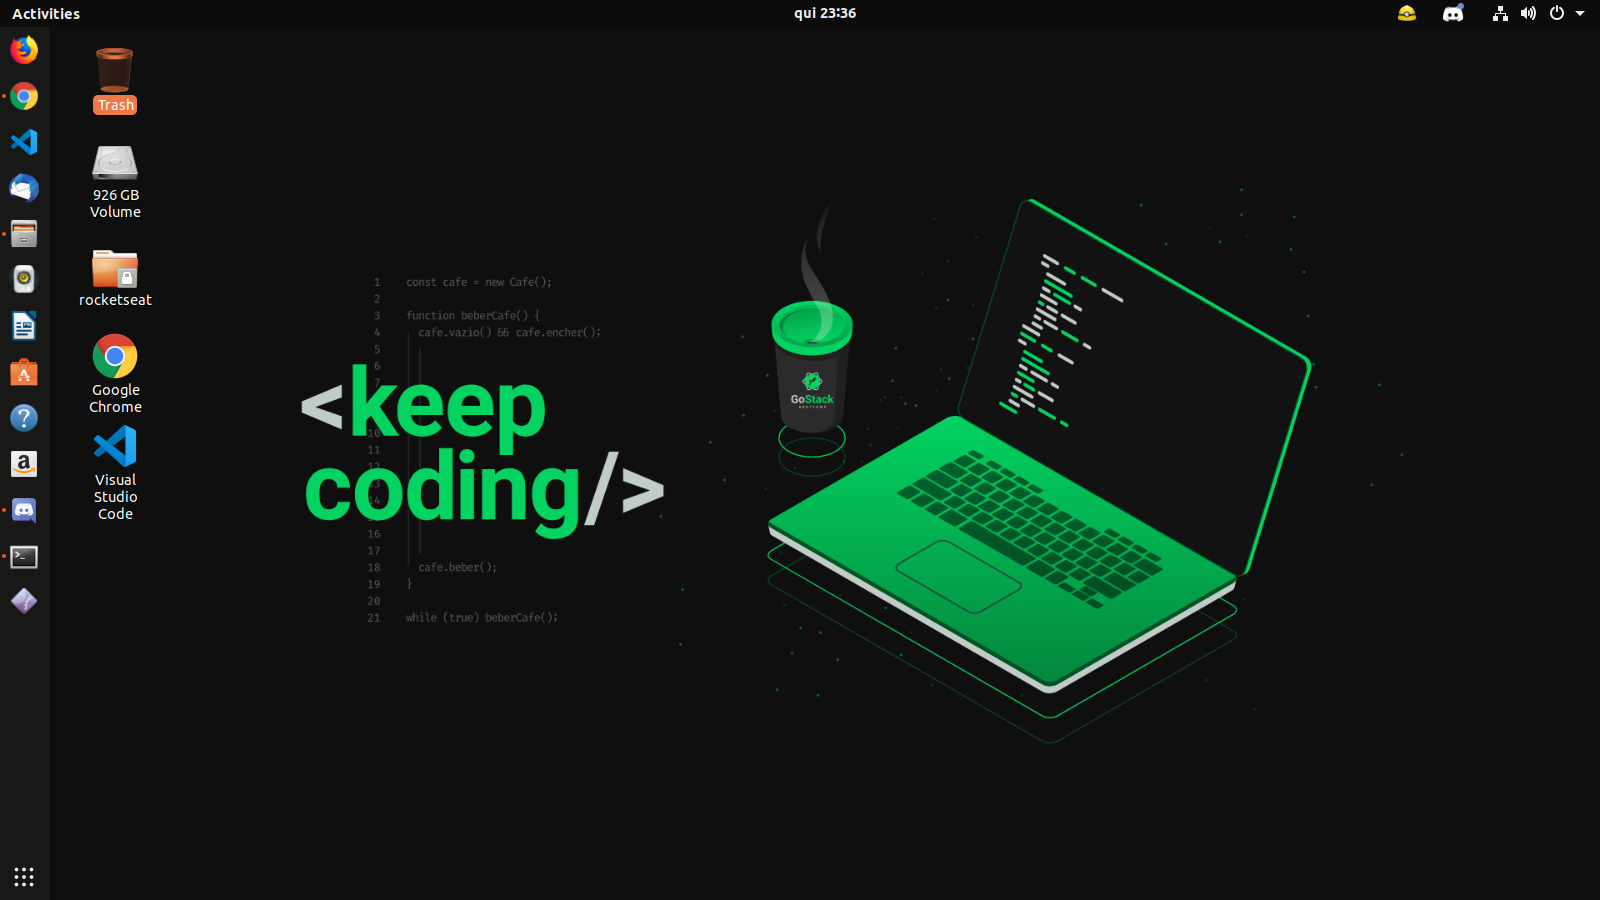 Activities
qui 23:36
Trash
926 GB
Volume
rocketseat
Google
Chrome
Visual
Studio
Code
1 const cafe = new Cafe();
2
3 function beberCafe() {
4 cafe.vazio() && cafe.encher();
5
6
7
<keep
10
11
12
13
14
coding/>
16
17
18 cafe.beber();
19 }
20
21 while (true) beberCafe();
GoStack
BOOTCAMP